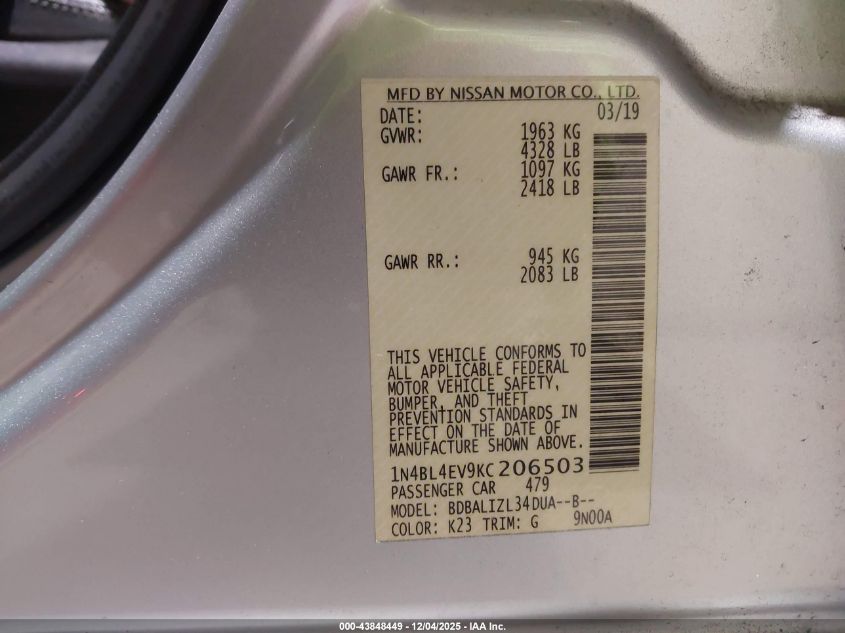 MFD BY NISSAN MOTOR CO., LTD.
DATE: 03/19
GVWR: 1963 KG
4328 LB
GAWR FR.: 1097 KG
2418 LB
GAWR RR.: 945 KG
2083 LB
THIS VEHICLE CONFORMS TO
ALL APPLICABLE FEDERAL
MOTOR VEHICLE SAFETY,
BUMPER, AND THEFT
PREVENTION STANDARDS IN
EFFECT ON THE DATE OF
MANUFACTURE SHOWN ABOVE.
1N4BL4EV9KC206503
PASSENGER CAR 479
MODEL: BDBALIZL34DUA--B--
COLOR: K23 TRIM: G 9N00A
000-43848449 - 12/04/2025 - IAA Inc.